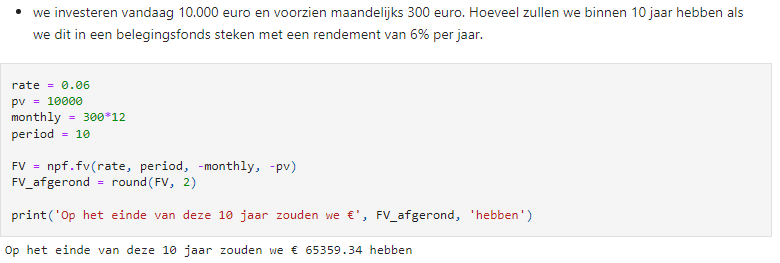 • we investeren vandaag 10.000 euro en voorzien maandelijks 300 euro. Hoeveel zullen we binnen 10 jaar hebben als
we dit in een belegingsfonds steken met een rendement van 6% per jaar.
rate = 0.06
pv = 10000
monthly = 300*12
period = 10
FV = npf.fv(rate, period, -monthly, -pv)
FV_afgerond = round(FV, 2)
print('Op het einde van deze 10 jaar zouden we €', FV_afgerond, 'hebben')
Op het einde van deze 10 jaar zouden we € 65359.34 hebben